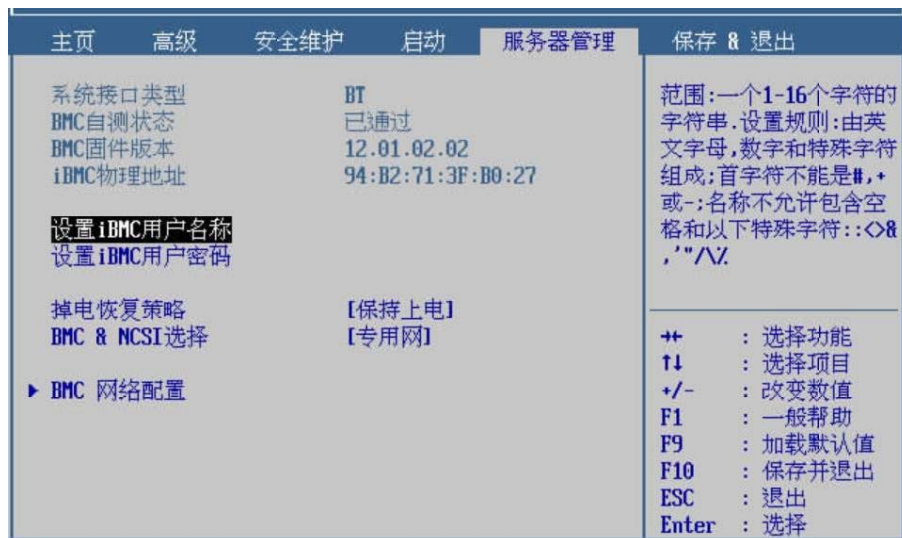 主页 高级 安全维护 启动 服务器管理 保存 & 退出
系统接口类型 BT
BMC自测状态 已通过
BMC固件版本 12.01.02.02
iBMC物理地址 94:B2:71:3F:B0:27
设置iBMC用户名称
设置iBMC用户密码
掉电恢复策略 [保持上电]
BMC & NCSI选择 [专用网]
▶ BMC 网络配置
范围:一个1-16个字符的
字符串.设置规则:由英
文字母,数字和特殊字符
组成;首字符不能是#,+
或-;名称不允许包含空
格和以下特殊字符::<>&
,'"/\%
→← : 选择功能
↑↓ : 选择项目
+/- : 改变数值
F1 : 一般帮助
F9 : 加载默认值
F10 : 保存并退出
ESC : 退出
Enter : 选择